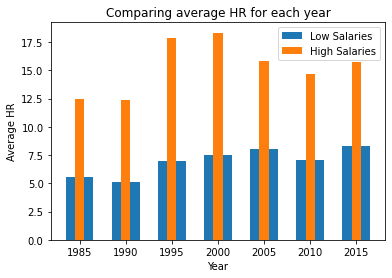 Comparing average HR for each year
Low Salaries
High Salaries
Average HR
17.5
15.0
12.5
10.0
7.5
5.0
2.5
0.0
1985 1990 1995 2000 2005 2010 2015
Year